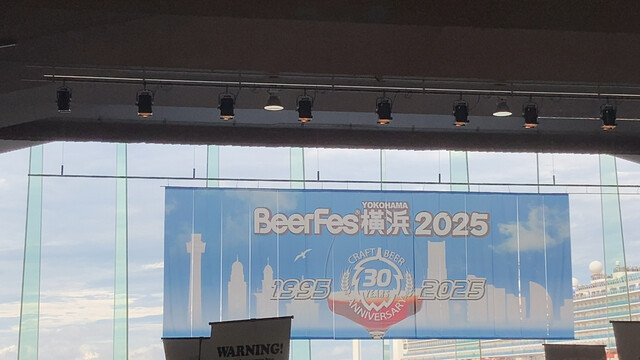 YOKOHAMA
BeerFes横浜2025
CRAFT BEER
1995 30 YEARS 2025
ANNIVERSARY
WARNING!